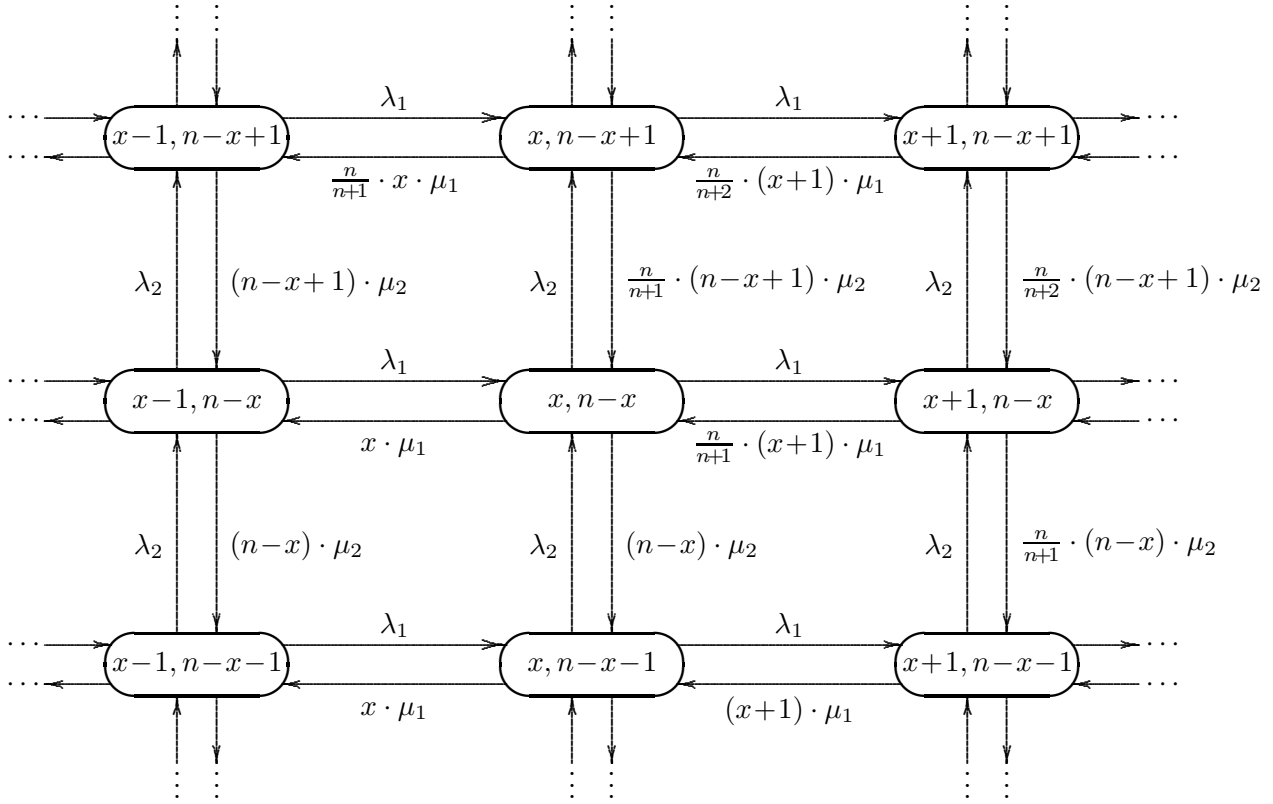 ⋮ ⋮ ⋮ ⋮ ⋮ ⋮
λ₁ λ₁
⋯ x−1, n−x+1 x, n−x+1 x+1, n−x+1 ⋯
⋯ ⋯
n/(n+1) · x · μ₁ n/(n+2) · (x+1) · μ₁
λ₂ (n−x+1) · μ₂ λ₂ n/(n+1) · (n−x+1) · μ₂ λ₂ n/(n+2) · (n−x+1) · μ₂
λ₁ λ₁
⋯ x−1, n−x x, n−x x+1, n−x ⋯
⋯ ⋯
x · μ₁ n/(n+1) · (x+1) · μ₁
λ₂ (n−x) · μ₂ λ₂ (n−x) · μ₂ λ₂ n/(n+1) · (n−x) · μ₂
λ₁ λ₁
⋯ x−1, n−x−1 x, n−x−1 x+1, n−x−1 ⋯
⋯ ⋯
x · μ₁ (x+1) · μ₁
⋮ ⋮ ⋮ ⋮ ⋮ ⋮